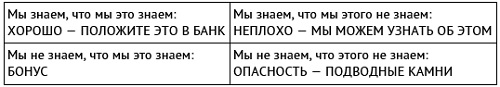 Мы знаем, что мы это знаем:
ХОРОШО — ПОЛОЖИТЕ ЭТО В БАНК
Мы знаем, что мы этого не знаем:
НЕПЛОХО — МЫ МОЖЕМ УЗНАТЬ ОБ ЭТОМ
Мы не знаем, что мы это знаем:
БОНУС
Мы не знаем, что этого не знаем:
ОПАСНОСТЬ — ПОДВОДНЫЕ КАМНИ